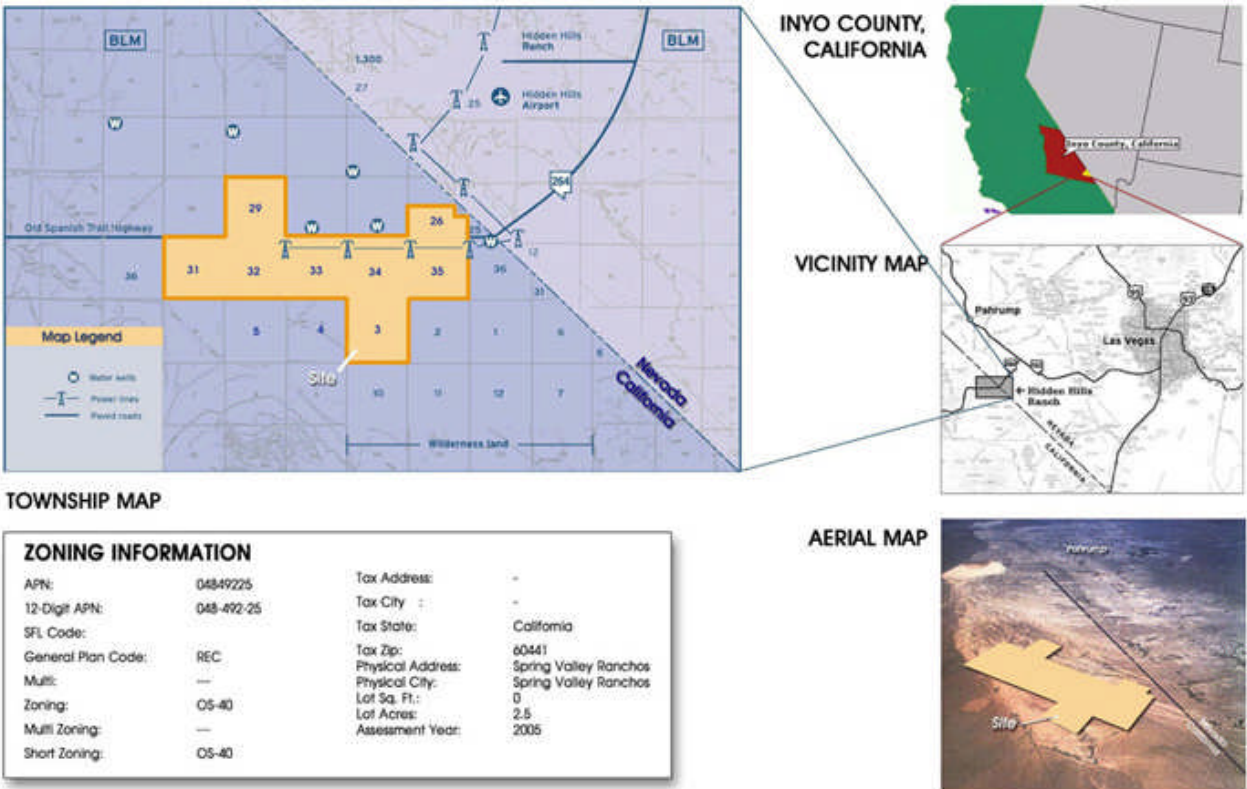 BLM
Hidden Hills
Ranch
BLM
1,300
27
25
Hidden Hills
Airport
264
29
26
25
Old Spanish Trail Highway
12
36
31
32
33
34
35
36
31
5
4
3
2
1
6
6
Map Legend
Water wells
Power lines
Paved roads
Site
10
11
12
7
Nevada
California
Wilderness land
W
W
W
W
W
W
TOWNSHIP MAP
INYO COUNTY,
CALIFORNIA
Inyo County, California
VICINITY MAP
95
93
15
Pahrump
Las Vegas
Hidden Hills
Ranch
NEVADA
CALIFORNIA
AERIAL MAP
Pahrump
Site
ZONING INFORMATION
APN: 04849225
12-Digit APN: 048-492-25
SFL Code:
General Plan Code: REC
Multi: ---
Zoning: OS-40
Multi Zoning: ---
Short Zoning: OS-40
Tax Address: -
Tax City : -
Tax State: California
Tax Zip: 60441
Physical Address: Spring Valley Ranchos
Physical City: Spring Valley Ranchos
Lot Sq. Ft.: 0
Lot Acres: 2.5
Assessment Year: 2005